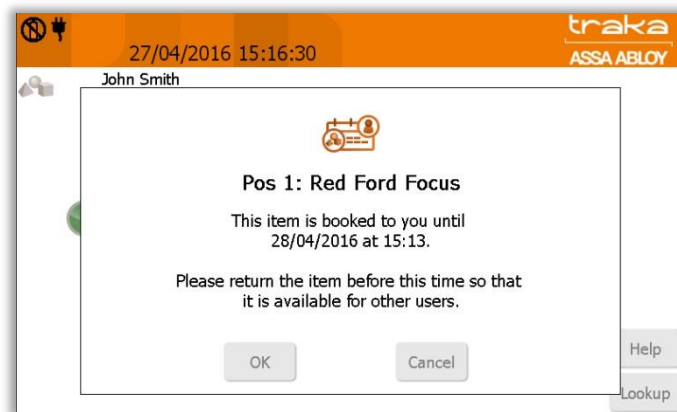 traka
27/04/2016 15:16:30
ASSA ABLOY
John Smith
Pos 1: Red Ford Focus
This item is booked to you until
28/04/2016 at 15:13.
Please return the item before this time so that
it is available for other users.
OK
Cancel
Help
Lookup